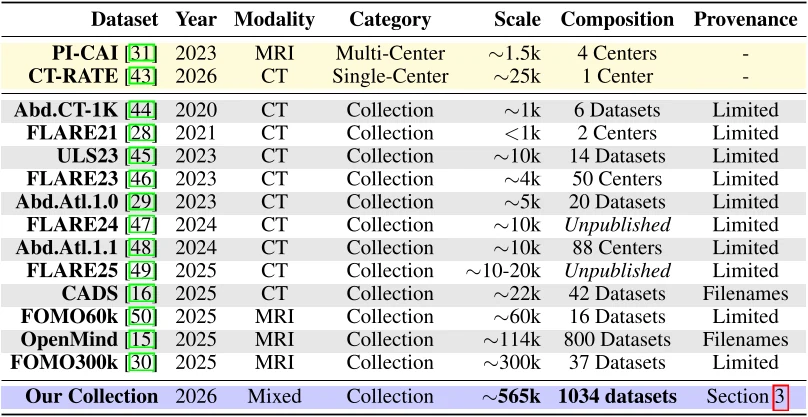 Dataset Year Modality Category Scale Composition Provenance
PI-CAI [31] 2023 MRI Multi-Center ∼1.5k 4 Centers -
CT-RATE [43] 2026 CT Single-Center ∼25k 1 Center -
Abd.CT-1K [44] 2020 CT Collection ∼1k 6 Datasets Limited
FLARE21 [28] 2021 CT Collection <1k 2 Centers Limited
ULS23 [45] 2023 CT Collection ∼10k 14 Datasets Limited
FLARE23 [46] 2023 CT Collection ∼4k 50 Centers Limited
Abd.Atl.1.0 [29] 2023 CT Collection ∼5k 20 Datasets Limited
FLARE24 [47] 2024 CT Collection ∼10k Unpublished Limited
Abd.Atl.1.1 [48] 2024 CT Collection ∼10k 88 Centers Limited
FLARE25 [49] 2025 CT Collection ∼10-20k Unpublished Limited
CADS [16] 2025 CT Collection ∼22k 42 Datasets Filenames
FOMO60k [50] 2025 MRI Collection ∼60k 16 Datasets Limited
OpenMind [15] 2025 MRI Collection ∼114k 800 Datasets Filenames
FOMO300k [30] 2025 MRI Collection ∼300k 37 Datasets Limited
Our Collection 2026 Mixed Collection ∼565k 1034 datasets Section 3